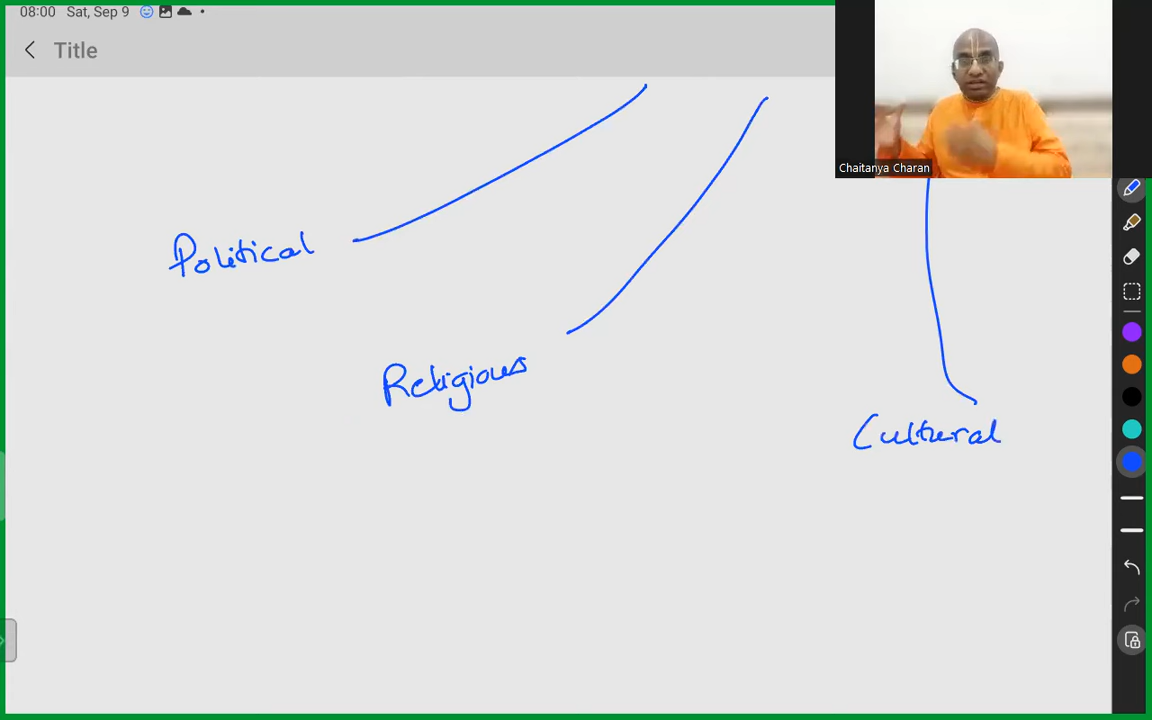 08:00 Sat, Sep 9
Title
Chaitanya Charan
Political
Religious
Cultural